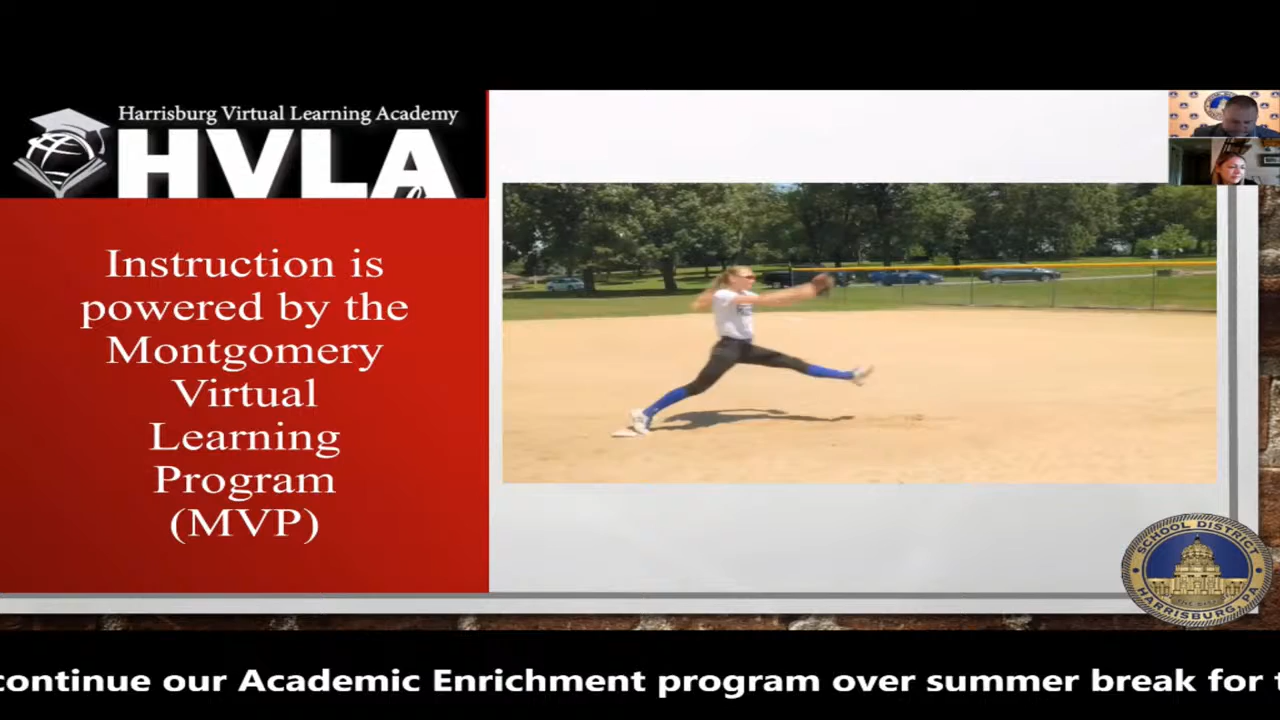 Harrisburg Virtual Learning Academy
HVLA
Instruction is
powered by the
Montgomery
Virtual
Learning
Program
(MVP)
SCHOOL DISTRICT
HARRISBURG, PA
continue our Academic Enrichment program over summer break for